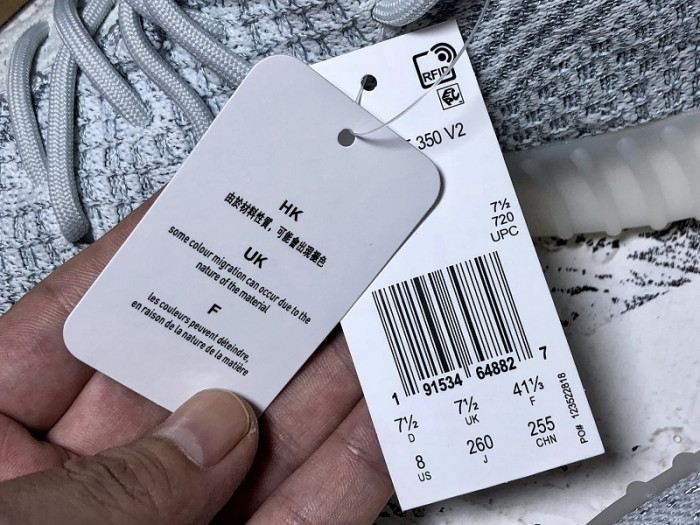 HK
由於材料性質,可能會出現褪色
UK
some colour migration can occur due to the
nature of the material
F
les couleurs peuvent déteindre,
en raison de la nature de la matière
RFID
350 V2
7½
720
UPC
1 91534 64882 7
7½ 7½ 41⅓
D UK F
8 260 255
US J CHN
PO# 123522818